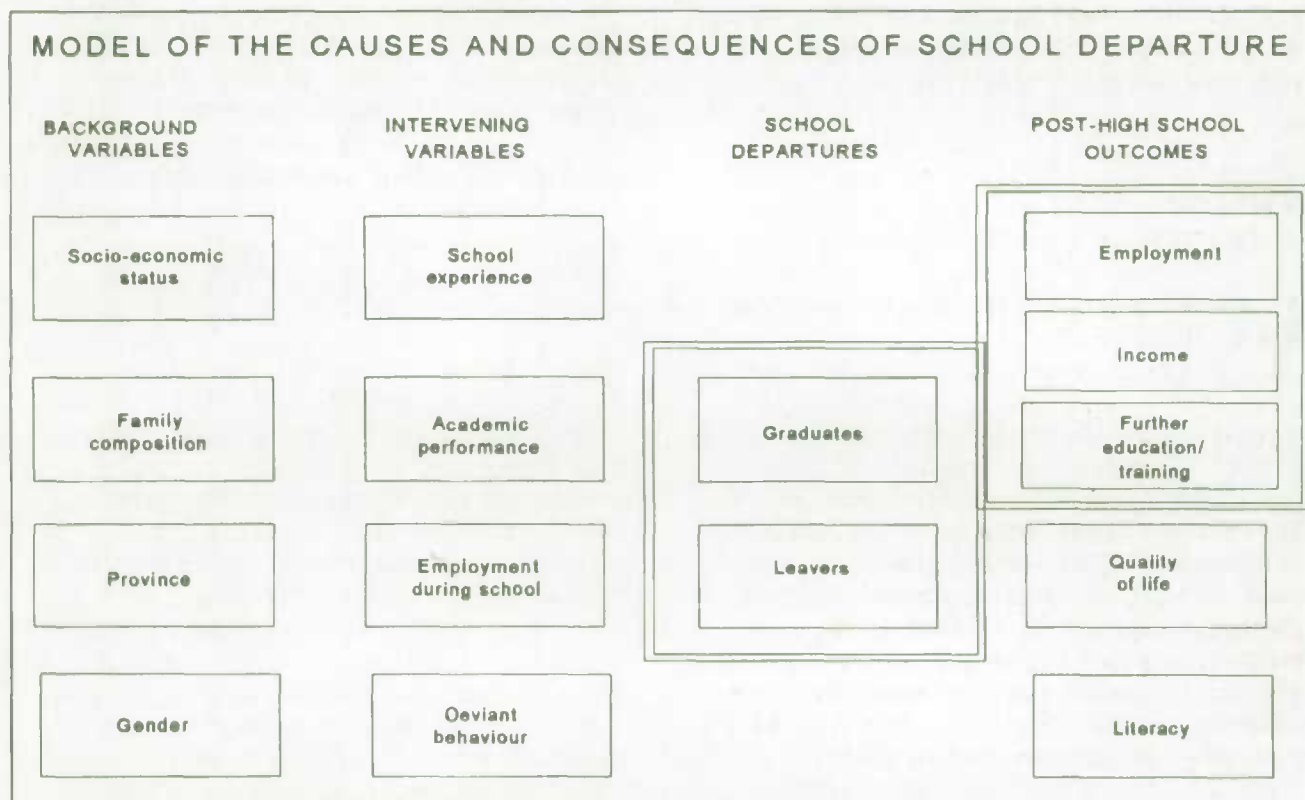 MODEL OF THE CAUSES AND CONSEQUENCES OF SCHOOL DEPARTURE
BACKGROUND
VARIABLES
Socio-economic
status
Family
composition
Province
Gender
INTERVENING
VARIABLES
School
experience
Academic
performance
Employment
during school
Deviant
behaviour
SCHOOL
DEPARTURES
Graduates
Leavers
POST-HIGH SCHOOL
OUTCOMES
Employment
Income
Further
education/
training
Quality
of life
Literacy